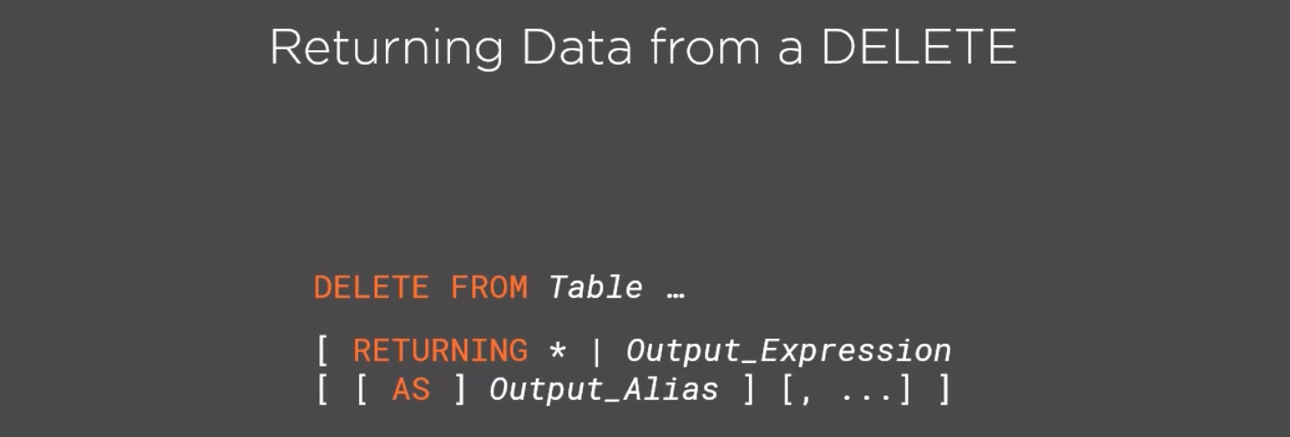 Returning Data from a DELETE
DELETE FROM Table …
[ RETURNING * | Output_Expression
[ [ AS ] Output_Alias ] [, ...] ]